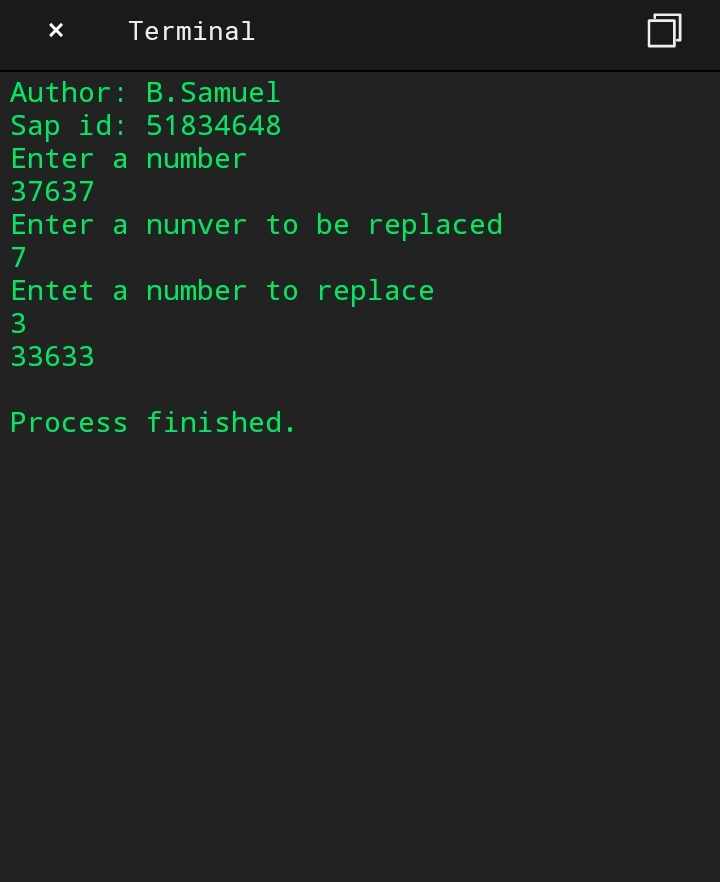 × Terminal
Author: B.Samuel
Sap id: 51834648
Enter a number
37637
Enter a nunver to be replaced
7
Entet a number to replace
3
33633
Process finished.